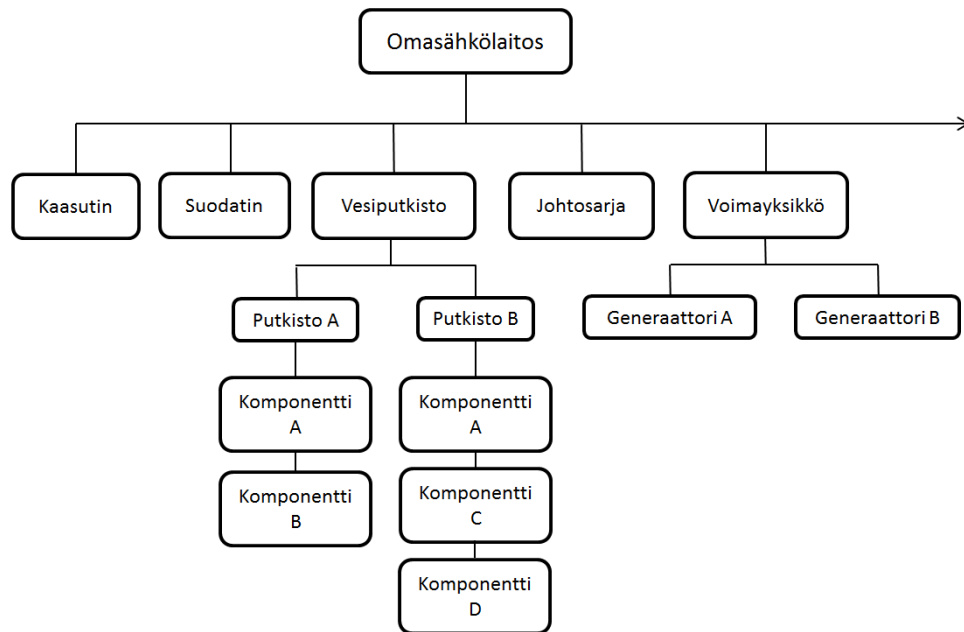 Omasähkölaitos
Kaasutin
Suodatin
Vesiputkisto
Johtosarja
Voimayksikkö
Putkisto A
Putkisto B
Generaattori A
Generaattori B
Komponentti
A
Komponentti
A
Komponentti
B
Komponentti
C
Komponentti
D